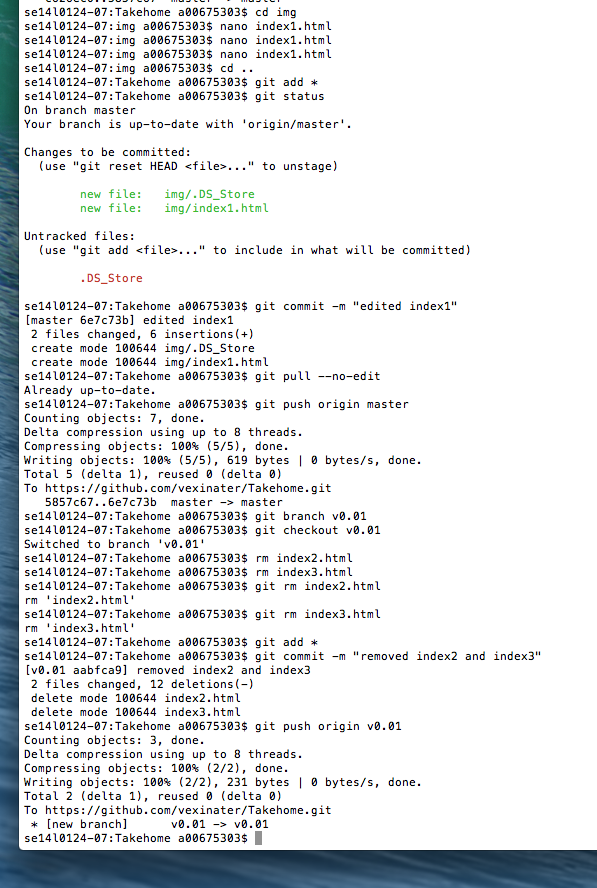 se14l0124-07:Takehome a00675303$ cd img
se14l0124-07:img a00675303$ nano index1.html
se14l0124-07:img a00675303$ nano index1.html
se14l0124-07:img a00675303$ nano index1.html
se14l0124-07:img a00675303$ cd ..
se14l0124-07:Takehome a00675303$ git add *
se14l0124-07:Takehome a00675303$ git status
On branch master
Your branch is up-to-date with 'origin/master'.

Changes to be committed:
  (use "git reset HEAD <file>..." to unstage)

        new file:   img/.DS_Store
        new file:   img/index1.html

Untracked files:
  (use "git add <file>..." to include in what will be committed)

        .DS_Store

se14l0124-07:Takehome a00675303$ git commit -m "edited index1"
[master 6e7c73b] edited index1
 2 files changed, 6 insertions(+)
 create mode 100644 img/.DS_Store
 create mode 100644 img/index1.html
se14l0124-07:Takehome a00675303$ git pull --no-edit
Already up-to-date.
se14l0124-07:Takehome a00675303$ git push origin master
Counting objects: 7, done.
Delta compression using up to 8 threads.
Compressing objects: 100% (5/5), done.
Writing objects: 100% (5/5), 619 bytes | 0 bytes/s, done.
Total 5 (delta 1), reused 0 (delta 0)
To https://github.com/vexinater/Takehome.git
   5857c67..6e7c73b  master -> master
se14l0124-07:Takehome a00675303$ git branch v0.01
se14l0124-07:Takehome a00675303$ git checkout v0.01
Switched to branch 'v0.01'
se14l0124-07:Takehome a00675303$ rm index2.html
se14l0124-07:Takehome a00675303$ rm index3.html
se14l0124-07:Takehome a00675303$ git rm index2.html
rm 'index2.html'
se14l0124-07:Takehome a00675303$ git rm index3.html
rm 'index3.html'
se14l0124-07:Takehome a00675303$ git add *
se14l0124-07:Takehome a00675303$ git commit -m "removed index2 and index3"
[v0.01 aabfca9] removed index2 and index3
 2 files changed, 12 deletions(-)
 delete mode 100644 index2.html
 delete mode 100644 index3.html
se14l0124-07:Takehome a00675303$ git push origin v0.01
Counting objects: 3, done.
Delta compression using up to 8 threads.
Compressing objects: 100% (2/2), done.
Writing objects: 100% (2/2), 231 bytes | 0 bytes/s, done.
Total 2 (delta 1), reused 0 (delta 0)
To https://github.com/vexinater/Takehome.git
 * [new branch]      v0.01 -> v0.01
se14l0124-07:Takehome a00675303$